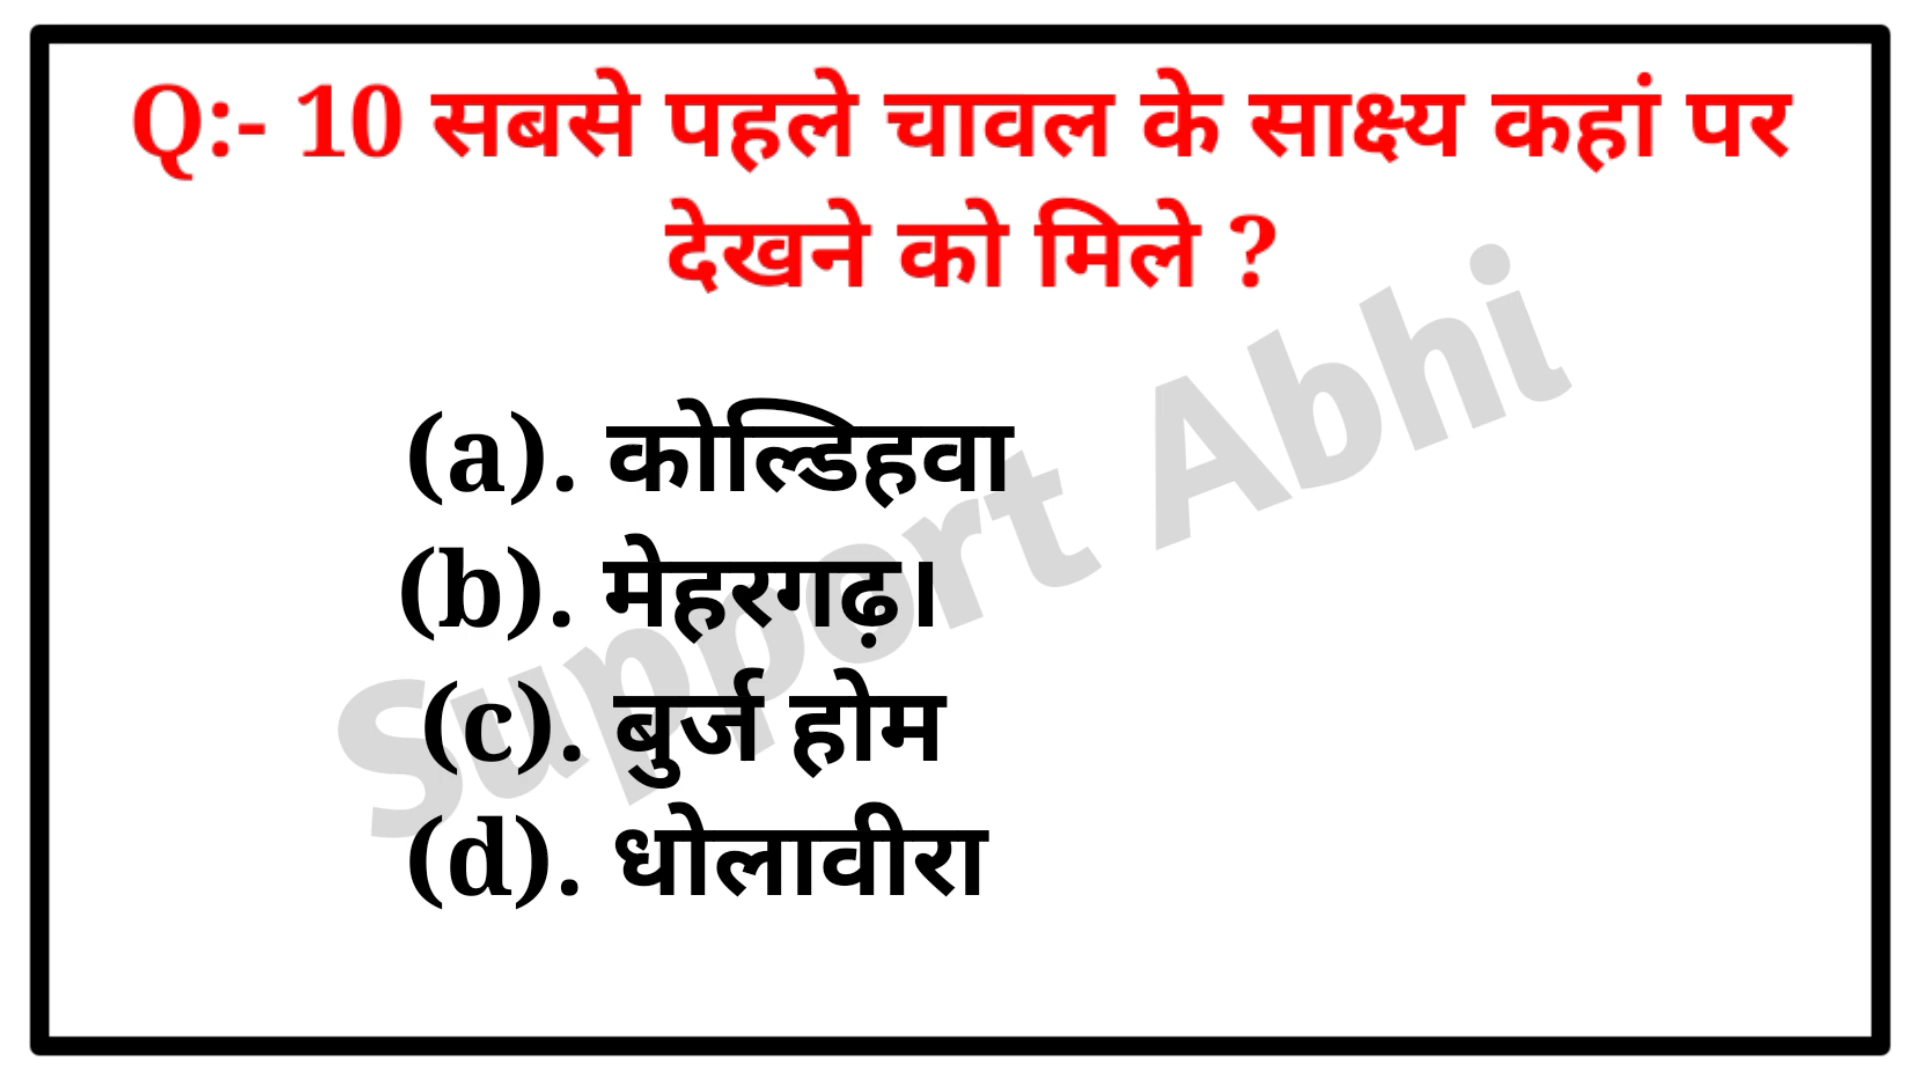 Q:- 10 सबसे पहले चावल के साक्ष्य कहां पर
देखने को मिले ?
(a). कोल्डिहवा
(b). मेहरगढ़।
(c). बुर्ज होम
(d). धोलावीरा
Support Abhi